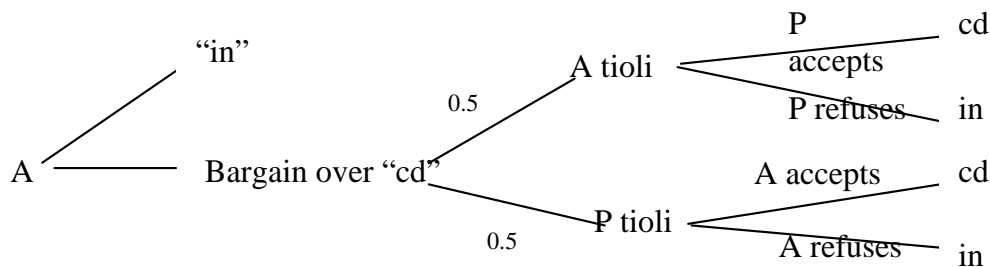 “in”
A
Bargain over “cd”
0.5
0.5
A tioli
P tioli
P
accepts
cd
P refuses
in
A accepts
cd
A refuses
in